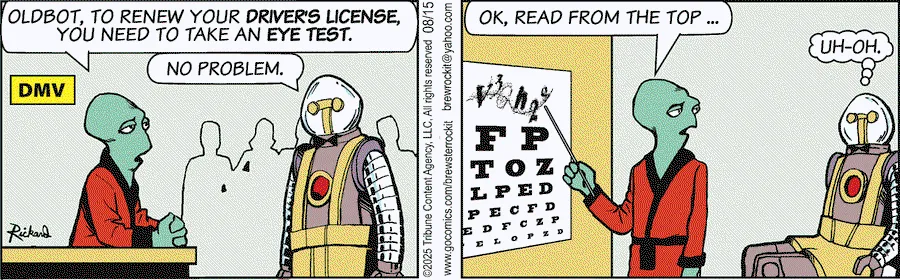 OLDBOT, TO RENEW YOUR DRIVER'S LICENSE,
YOU NEED TO TAKE AN EYE TEST.
NO PROBLEM.
DMV
Rickard
©2025 Tribune Content Agency, LLC. All rights reserved 08/15
www.gocomics.com/brewsterrockit brewrockit@yahoo.com
OK, READ FROM THE TOP ...
UH-OH.
F P
T O Z
L P E D
P E C F D
E D F C Z P
E L O P Z D